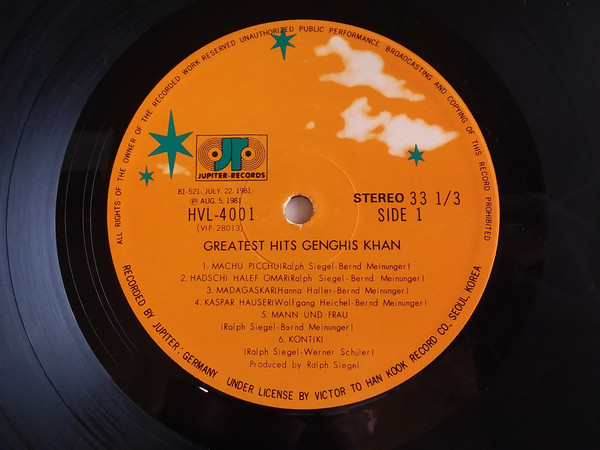 ALL RIGHTS OF THE OWNER OF THE RECORDED WORK RESERVED UNAUTHORIZED PUBLIC PERFORMANCE BROADCASTING AND COPYING OF THIS RECORD PROHIBITED
JR
JUPITER-RECORDS
81-521. JULY. 22. 1981
Ⓟ AUG. 5. 1981
HVL-4001
(VIP-28013)
STEREO 33 1/3
SIDE 1
GREATEST HITS GENGHIS KHAN
1. MACHU PICCHU(Ralph Siegel-Bernd Meinunger)
2. HADSCHI HALEF OMAR(Ralph Siegel-Bernd Meinunger)
3. MADAGASKAR(Hanna Haller-Bernd Meinunger)
4. KASPAR HAUSER(Wolfgang Heichel-Bernd Meinunger)
5. MANN UND FRAU
(Ralph Siegel-Bernd Meinunger)
6. KONTIKI
(Ralph Siegel-Werner Schüler)
Produced by Ralph Siegel
RECORDED BY JUPITER: GERMANY
UNDER LICENSE BY VICTOR TO HAN KOOK RECORD CO., SEOUL, KOREA